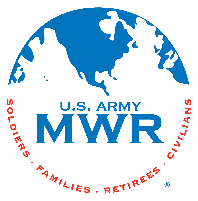 U.S. ARMY
MWR
SOLDIERS · FAMILIES · RETIREES · CIVILIANS
®